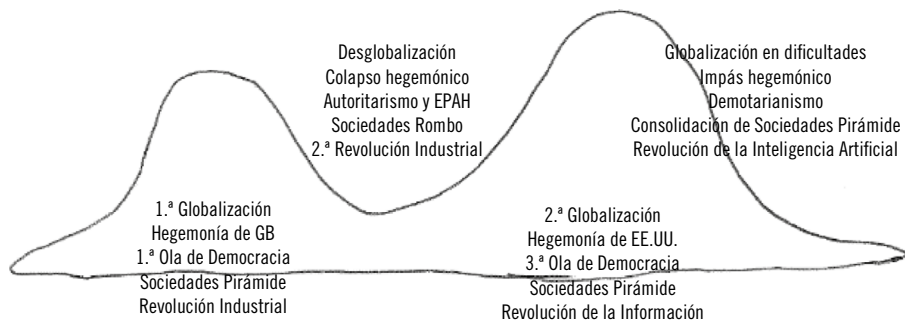 Desglobalización
Colapso hegemónico
Autoritarismo y EPAH
Sociedades Rombo
2.ª Revolución Industrial
Globalización en dificultades
Impás hegemónico
Demotarianismo
Consolidación de Sociedades Pirámide
Revolución de la Inteligencia Artificial
1.ª Globalización
Hegemonía de GB
1.ª Ola de Democracia
Sociedades Pirámide
Revolución Industrial
2.ª Globalización
Hegemonía de EE.UU.
3.ª Ola de Democracia
Sociedades Pirámide
Revolución de la Información